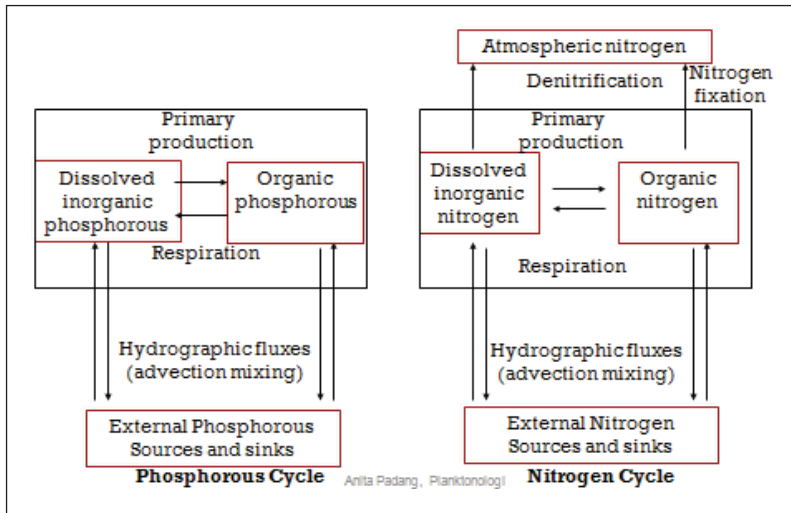 Atmospheric nitrogen
Denitrification
Nitrogen
fixation
Primary
production
Dissolved
inorganic
phosphorous
Organic
phosphorous
Respiration
Hydrographic fluxes
(advection mixing)
External Phosphorous
Sources and sinks
Phosphorous Cycle
Primary
production
Dissolved
inorganic
nitrogen
Organic
nitrogen
Respiration
Hydrographic fluxes
(advection mixing)
External Nitrogen
Sources and sinks
Nitrogen Cycle
Anita Padang, Planktonologi